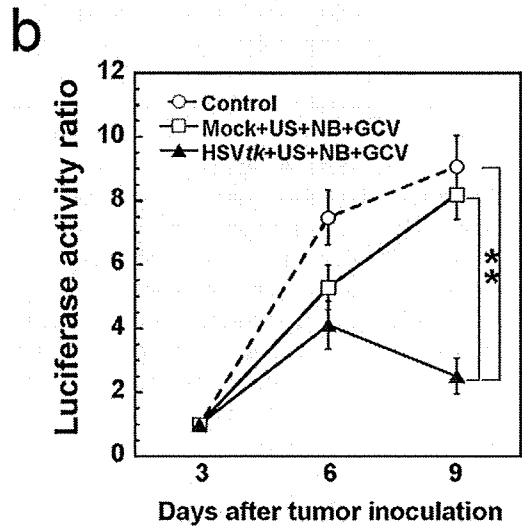 b
Luciferase activity ratio
12
10
8
6
4
2
0
Control
Mock+US+NB+GCV
HSVtk+US+NB+GCV
**
3 6 9
Days after tumor inoculation